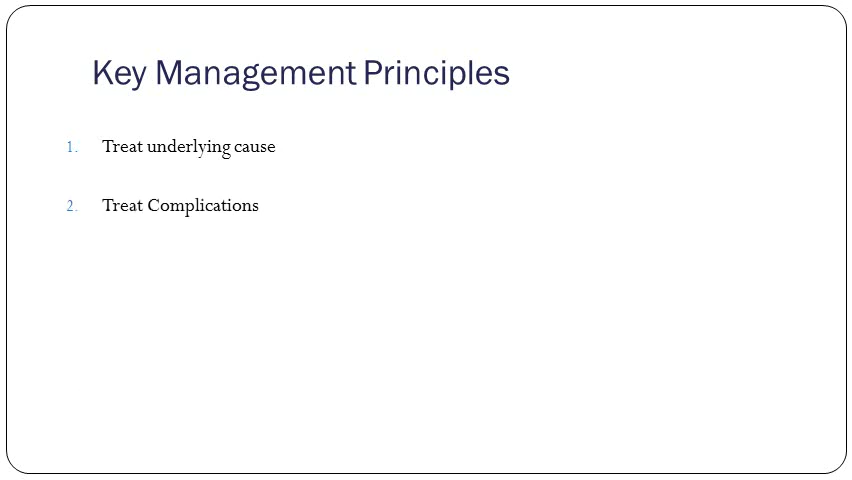 Key Management Principles
1. Treat underlying cause
2. Treat Complications